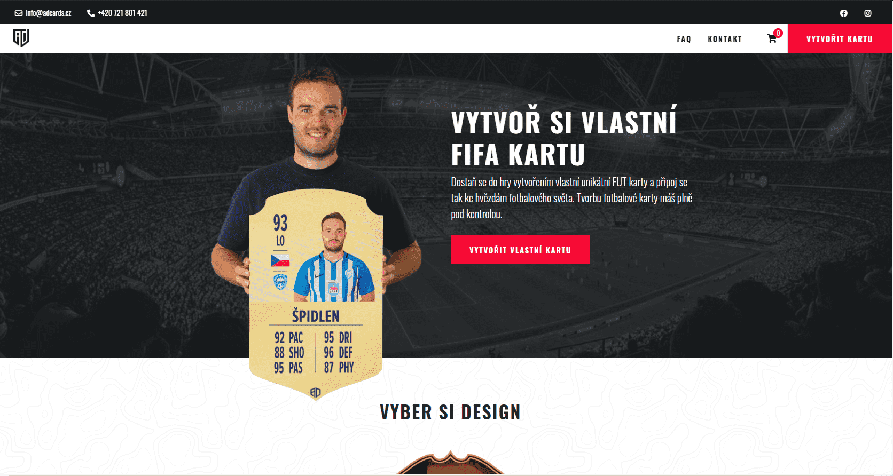 info@adcards.cz
+420 721 801 421
FAQ
KONTAKT
0
VYTVOŘIT KARTU
VYTVOŘ SI VLASTNÍ
FIFA KARTU
Dostaň se do hry vytvořením vlastní unikátní FUT karty a připoj se
tak ke hvězdám fotbalového světa. Tvorbu fotbalové karty máš plně
pod kontrolou.
VYTVOŘIT VLASTNÍ KARTU
93
LO
ŠPIDLEN
92 PAC 95 DRI
88 SHO 96 DEF
95 PAS 87 PHY
VYBER SI DESIGN